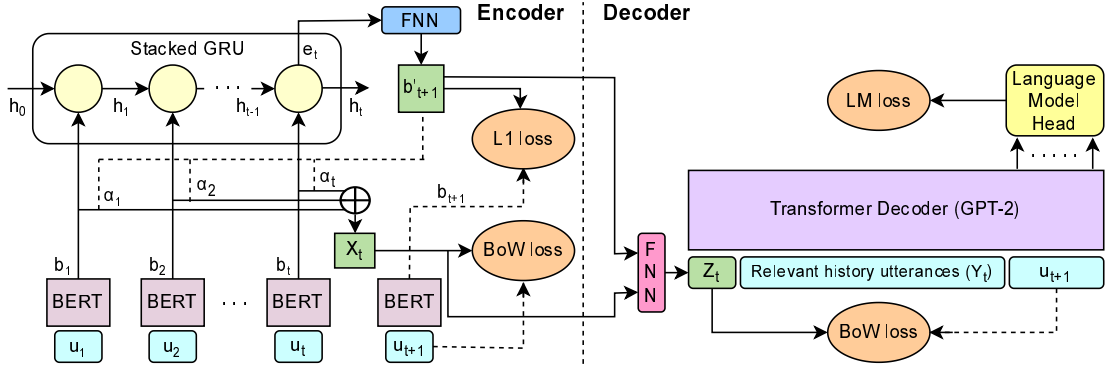 Encoder
Decoder
FNN
Stacked GRU
e_t
b'_{t+1}
h_0
h_1
· · ·
h_{t-1}
h_t
L1 loss
LM loss
Language
Model
Head
· · · · ·
α_1
α_2
α_t
b_{t+1}
Transformer Decoder (GPT-2)
X_t
BoW loss
F
N
N
Z_t
Relevant history utterances (Y_t)
u_{t+1}
b_1
b_2
b_t
BERT
BERT
· · ·
BERT
BERT
BoW loss
u_1
u_2
u_t
u_{t+1}